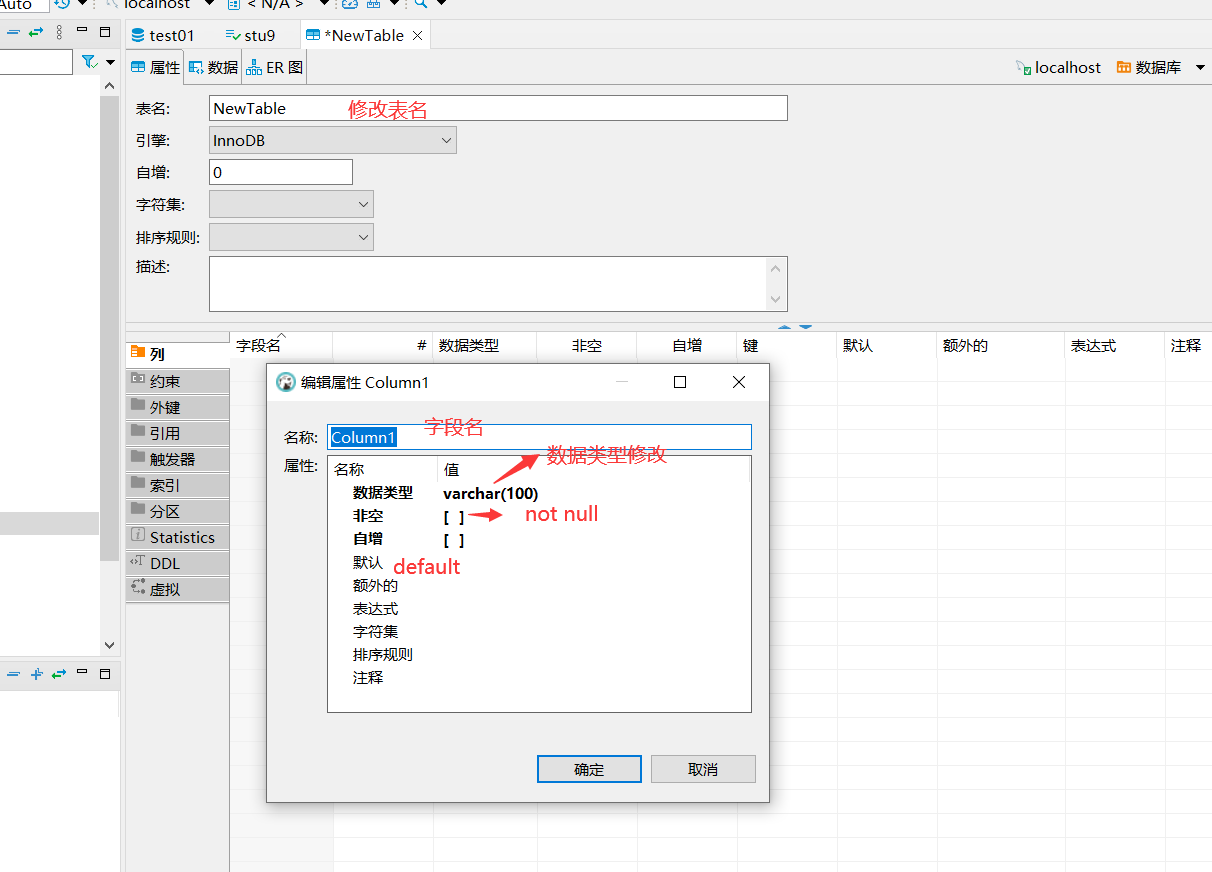 Auto localhost < N/A >
test01 stu9 *NewTable
属性 数据 ER 图 localhost 数据库
表名: NewTable 修改表名
引擎: InnoDB
自增: 0
字符集:
排序规则:
描述:
字段名 # 数据类型 非空 自增 键 默认 额外的 表达式 注释
列
约束
外键
引用
触发器
索引
分区
Statistics
DDL
虚拟
编辑属性 Column1
名称: Column1 字段名
属性: 名称 值 数据类型修改
数据类型 varchar(100)
非空 [ ] not null
自增 [ ]
默认 default
额外的
表达式
字符集
排序规则
注释
确定 取消